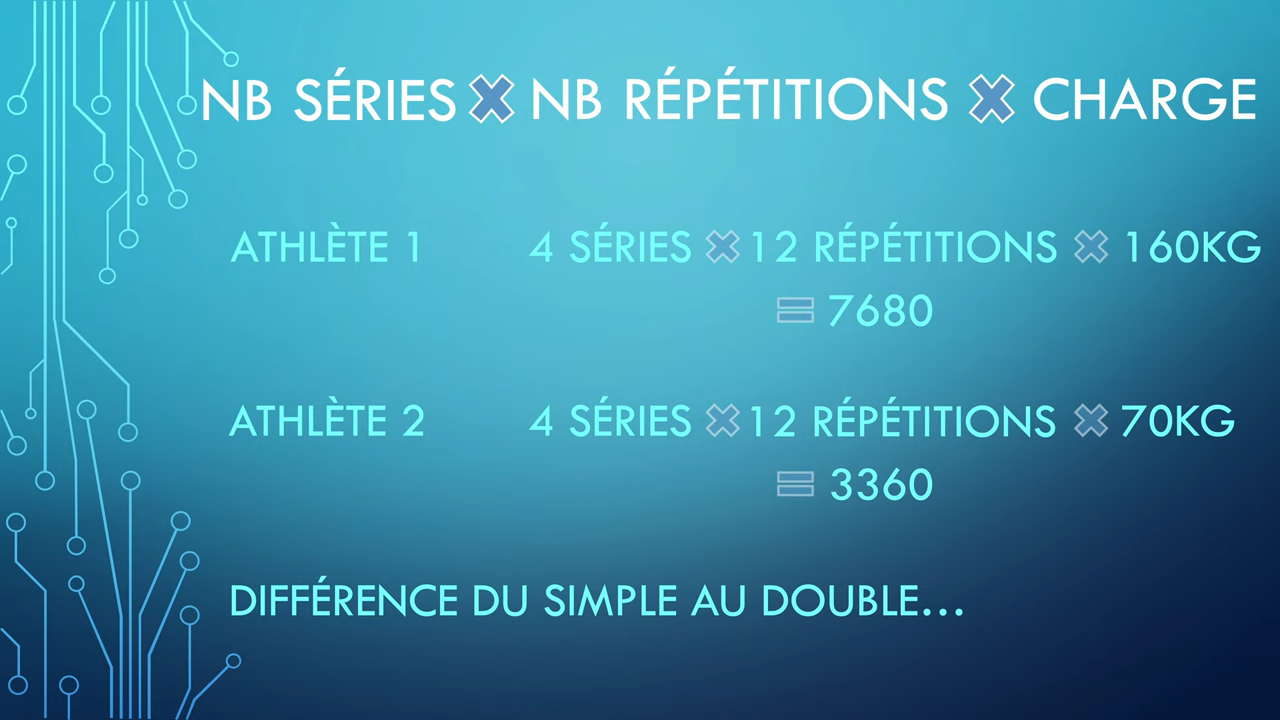 NB SÉRIES ✖ NB RÉPÉTITIONS ✖ CHARGE
ATHLÈTE 1 4 SÉRIES ✖ 12 RÉPÉTITIONS ✖ 160KG
= 7680
ATHLÈTE 2 4 SÉRIES ✖ 12 RÉPÉTITIONS ✖ 70KG
= 3360
DIFFÉRENCE DU SIMPLE AU DOUBLE…